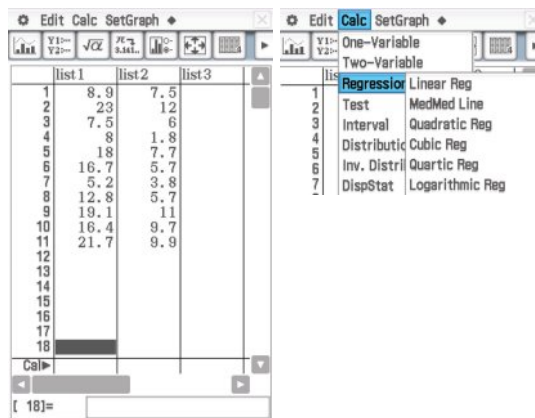 Edit Calc SetGraph
list1 list2 list3
1 8.9 7.5
2 23 12
3 7.5 6
4 8 1.8
5 18 7.7
6 16.7 5.7
7 5.2 3.8
8 12.8 5.7
9 19.1 11
10 16.4 9.7
11 21.7 9.9
12
13
14
15
16
17
18
Cal
[ 18]=
Edit Calc SetGraph
One-Variable
Two-Variable
Regression Linear Reg
1
2 Test MedMed Line
3 Interval Quadratic Reg
4 Distributic Cubic Reg
5
6 Inv. Distri Quartic Reg
7 DispStat Logarithmic Reg